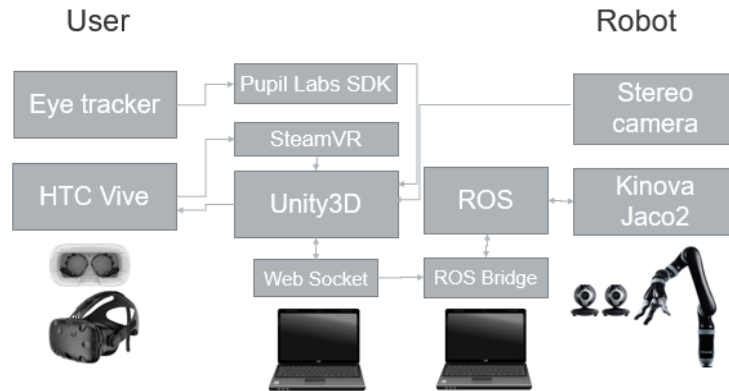 User
Robot
Eye tracker
Pupil Labs SDK
Stereo
camera
SteamVR
HTC Vive
Unity3D
ROS
Kinova
Jaco2
Web Socket
ROS Bridge